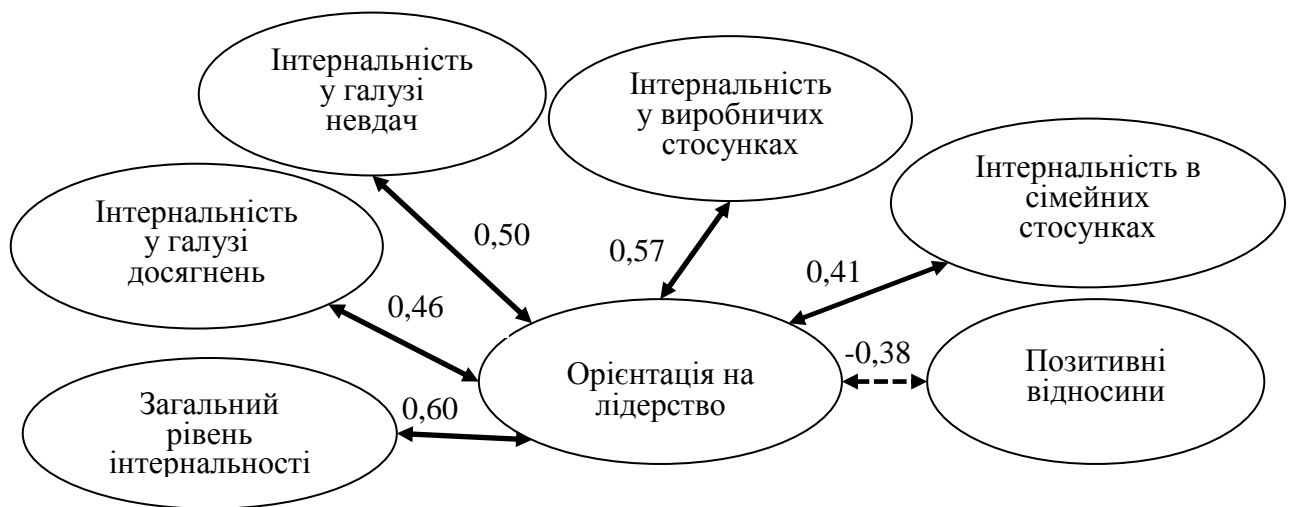 Інтернальність
у галузі
невдач
Інтернальність
у виробничих
стосунках
Інтернальність в
сімейних
стосунках
Інтернальність
у галузі
досягнень
0,50
0,57
0,41
0,46
-0,38
Орієнтація на
лідерство
Позитивні
відносини
Загальний
рівень
інтернальності
0,60